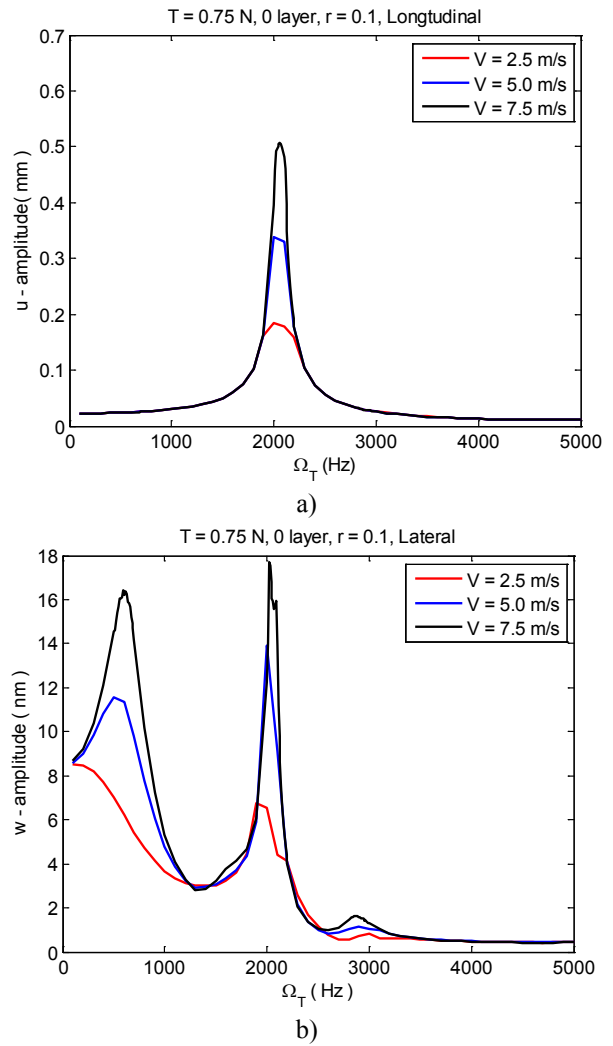 T = 0.75 N, 0 layer, r = 0.1, Longtudinal
0.7
0.6
0.5
0.4
0.3
0.2
0.1
0
u - amplitude( mm )
V = 2.5 m/s
V = 5.0 m/s
V = 7.5 m/s
0 1000 2000 3000 4000 5000
Ω_T (Hz)
a)
T = 0.75 N, 0 layer, r = 0.1, Lateral
18
16
14
12
10
8
6
4
2
0
w - amplitude ( nm )
V = 2.5 m/s
V = 5.0 m/s
V = 7.5 m/s
0 1000 2000 3000 4000 5000
Ω_T ( Hz )
b)